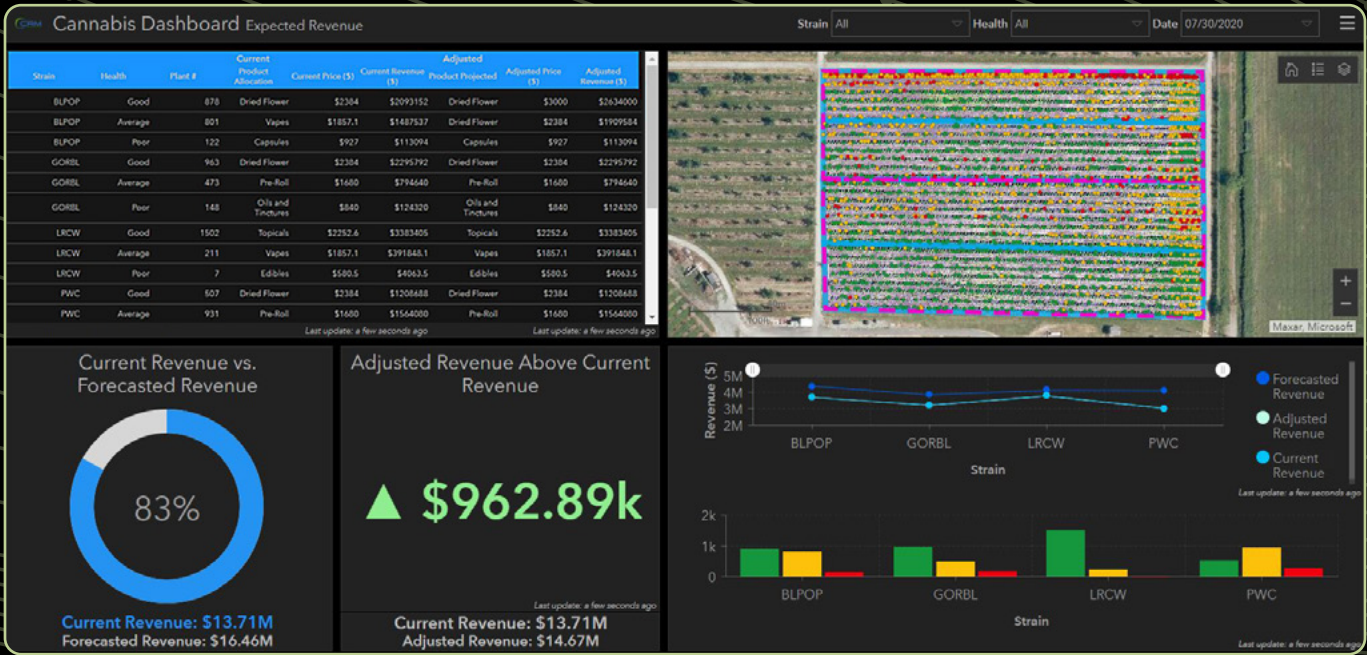 CRM Cannabis Dashboard Expected Revenue
Strain All Health All Date 07/30/2020
Strain Health Plant # Current Product Allocation Current Price ($) Current Revenue ($) Adjusted Product Projected Adjusted Price ($) Adjusted Revenue ($)
BLPOP Good 878 Dried Flower $2384 $2093152 Dried Flower $3000 $2634000
BLPOP Average 801 Vapes $1857.1 $1487537 Dried Flower $2384 $1909584
BLPOP Poor 122 Capsules $927 $113094 Capsules $927 $113094
GORBL Good 963 Dried Flower $2384 $2295792 Dried Flower $2384 $2295792
GORBL Average 473 Pre-Roll $1680 $794640 Pre-Roll $1680 $794640
GORBL Poor 148 Oils and Tinctures $840 $124320 Oils and Tinctures $840 $124320
LRCW Good 1502 Topicals $2252.6 $3383405 Topicals $2252.6 $3383405
LRCW Average 211 Vapes $1857.1 $391848.1 Vapes $1857.1 $391848.1
LRCW Poor 7 Edibles $580.5 $4063.5 Edibles $580.5 $4063.5
PWC Good 507 Dried Flower $2384 $1208688 Dried Flower $2384 $1208688
PWC Average 931 Pre-Roll $1680 $1564080 Pre-Roll $1680 $1564080
Last update: a few seconds ago Last update: a few seconds ago
Maxar, Microsoft
Current Revenue vs.
Forecasted Revenue
83%
Current Revenue: $13.71M
Forecasted Revenue: $16.46M
Adjusted Revenue Above Current
Revenue
▲ $962.89k
Last update: a few seconds ago
Current Revenue: $13.71M
Adjusted Revenue: $14.67M
Revenue ($)
5M
4M
3M
2M
BLPOP GORBL LRCW PWC
Strain
Forecasted
Revenue
Adjusted
Revenue
Current
Revenue
Last update: a few seconds ago
2k
1k
0
BLPOP GORBL LRCW PWC
Strain
Last update: a few seconds ago